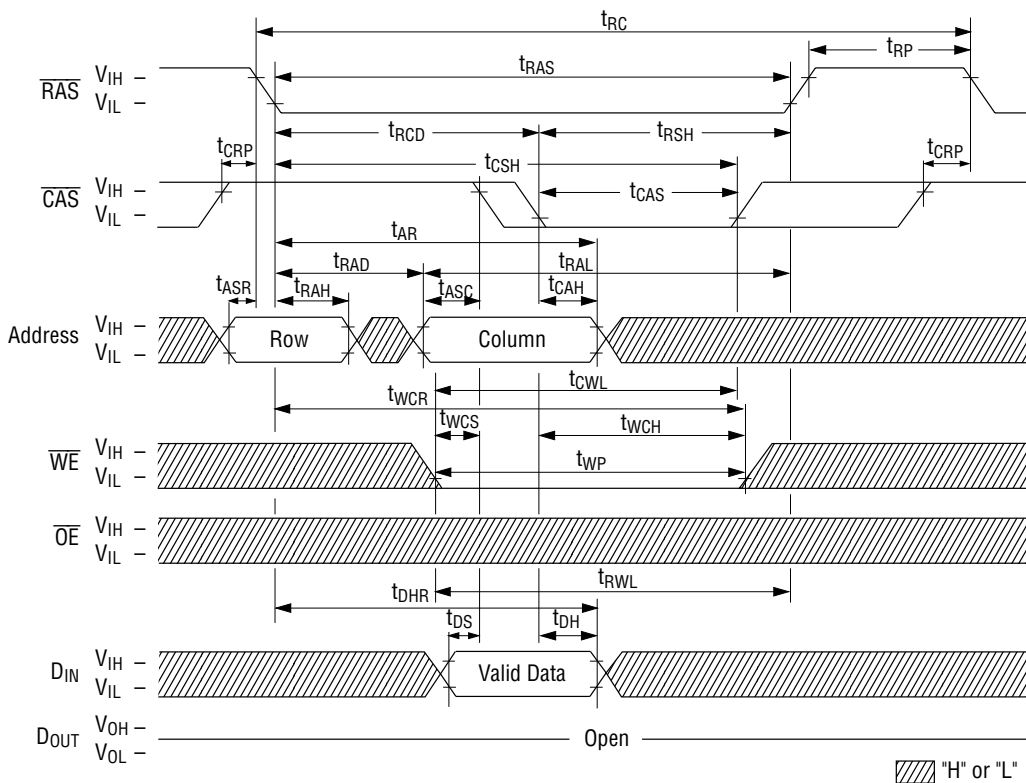 tRC
tRP
RAS VIH –
VIL –
tRAS
tRCD tRSH
tCRP tCSH tCRP
CAS VIH –
VIL –
tCAS
tAR
tRAD tRAL
tASR tRAH tASC tCAH
Address VIH –
VIL –
Row Column
tCWL
tWCR
tWCS tWCH
WE VIH –
VIL –
tWP
OE VIH –
VIL –
tRWL
tDHR
tDS tDH
DIN VIH –
VIL –
Valid Data
DOUT VOH –
VOL –
Open
"H" or "L"